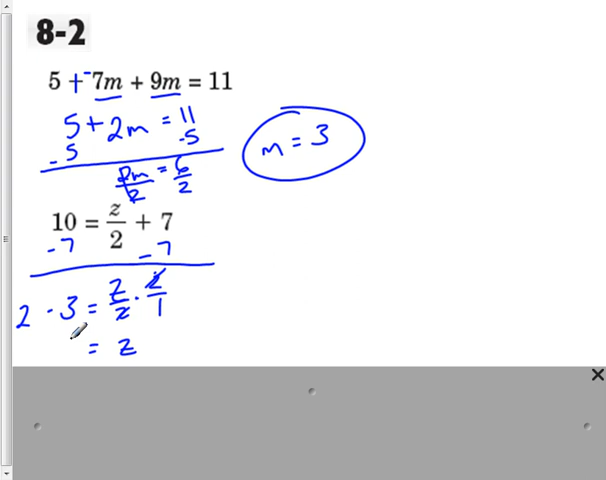 8-2
5 + -7m + 9m = 11
5 + 2m = 11
- 5 -5
2m/2 = 6/2
m = 3
10 = z/2 + 7
-7 -7
2 · 3 = z/2 · 2/1
= z